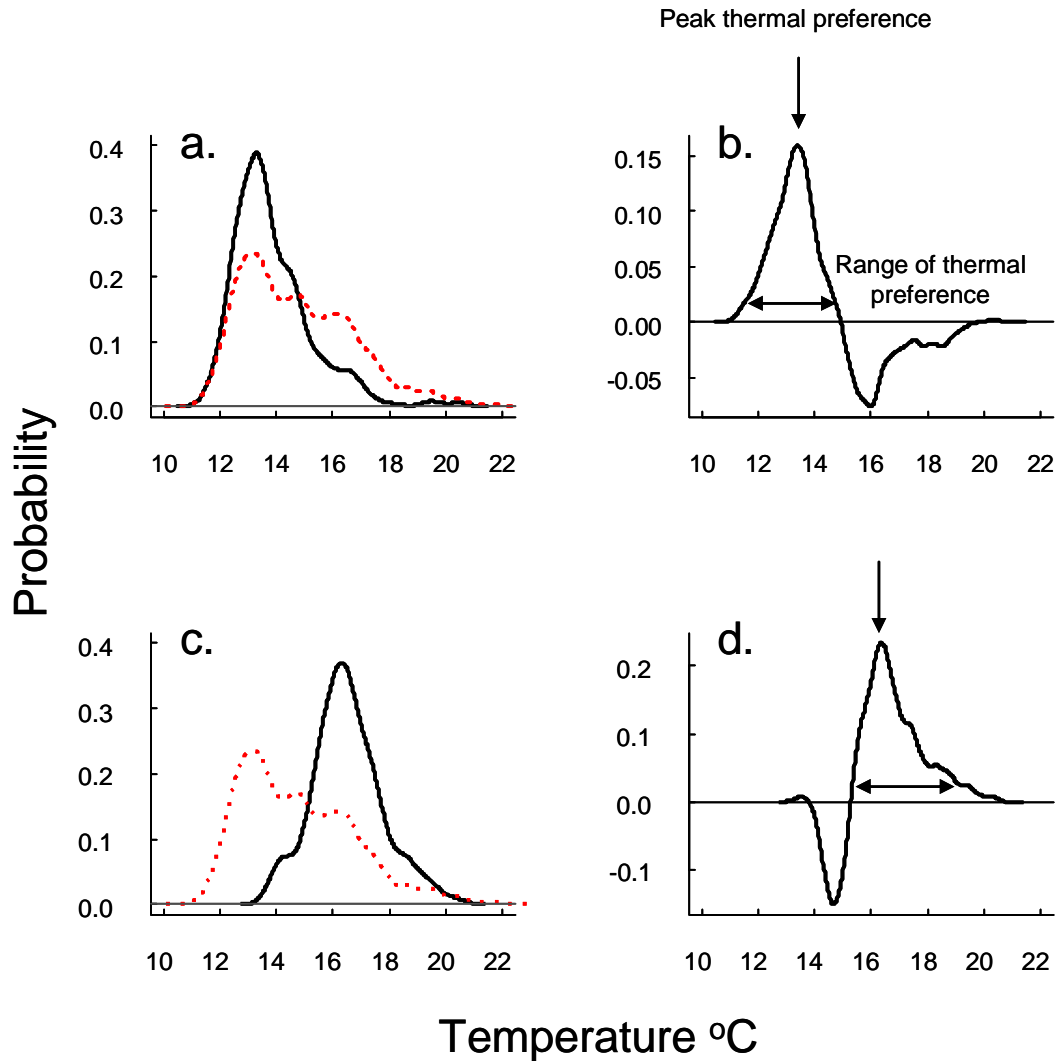 Peak thermal preference
a.
0.4
0.3
0.2
0.1
0.0
10 12 14 16 18 20 22
b.
0.15
0.10
0.05
0.00
-0.05
Range of thermal
preference
10 12 14 16 18 20 22
Probability
c.
0.4
0.3
0.2
0.1
0.0
10 12 14 16 18 20 22
d.
0.2
0.1
0.0
-0.1
10 12 14 16 18 20 22
Temperature ºC